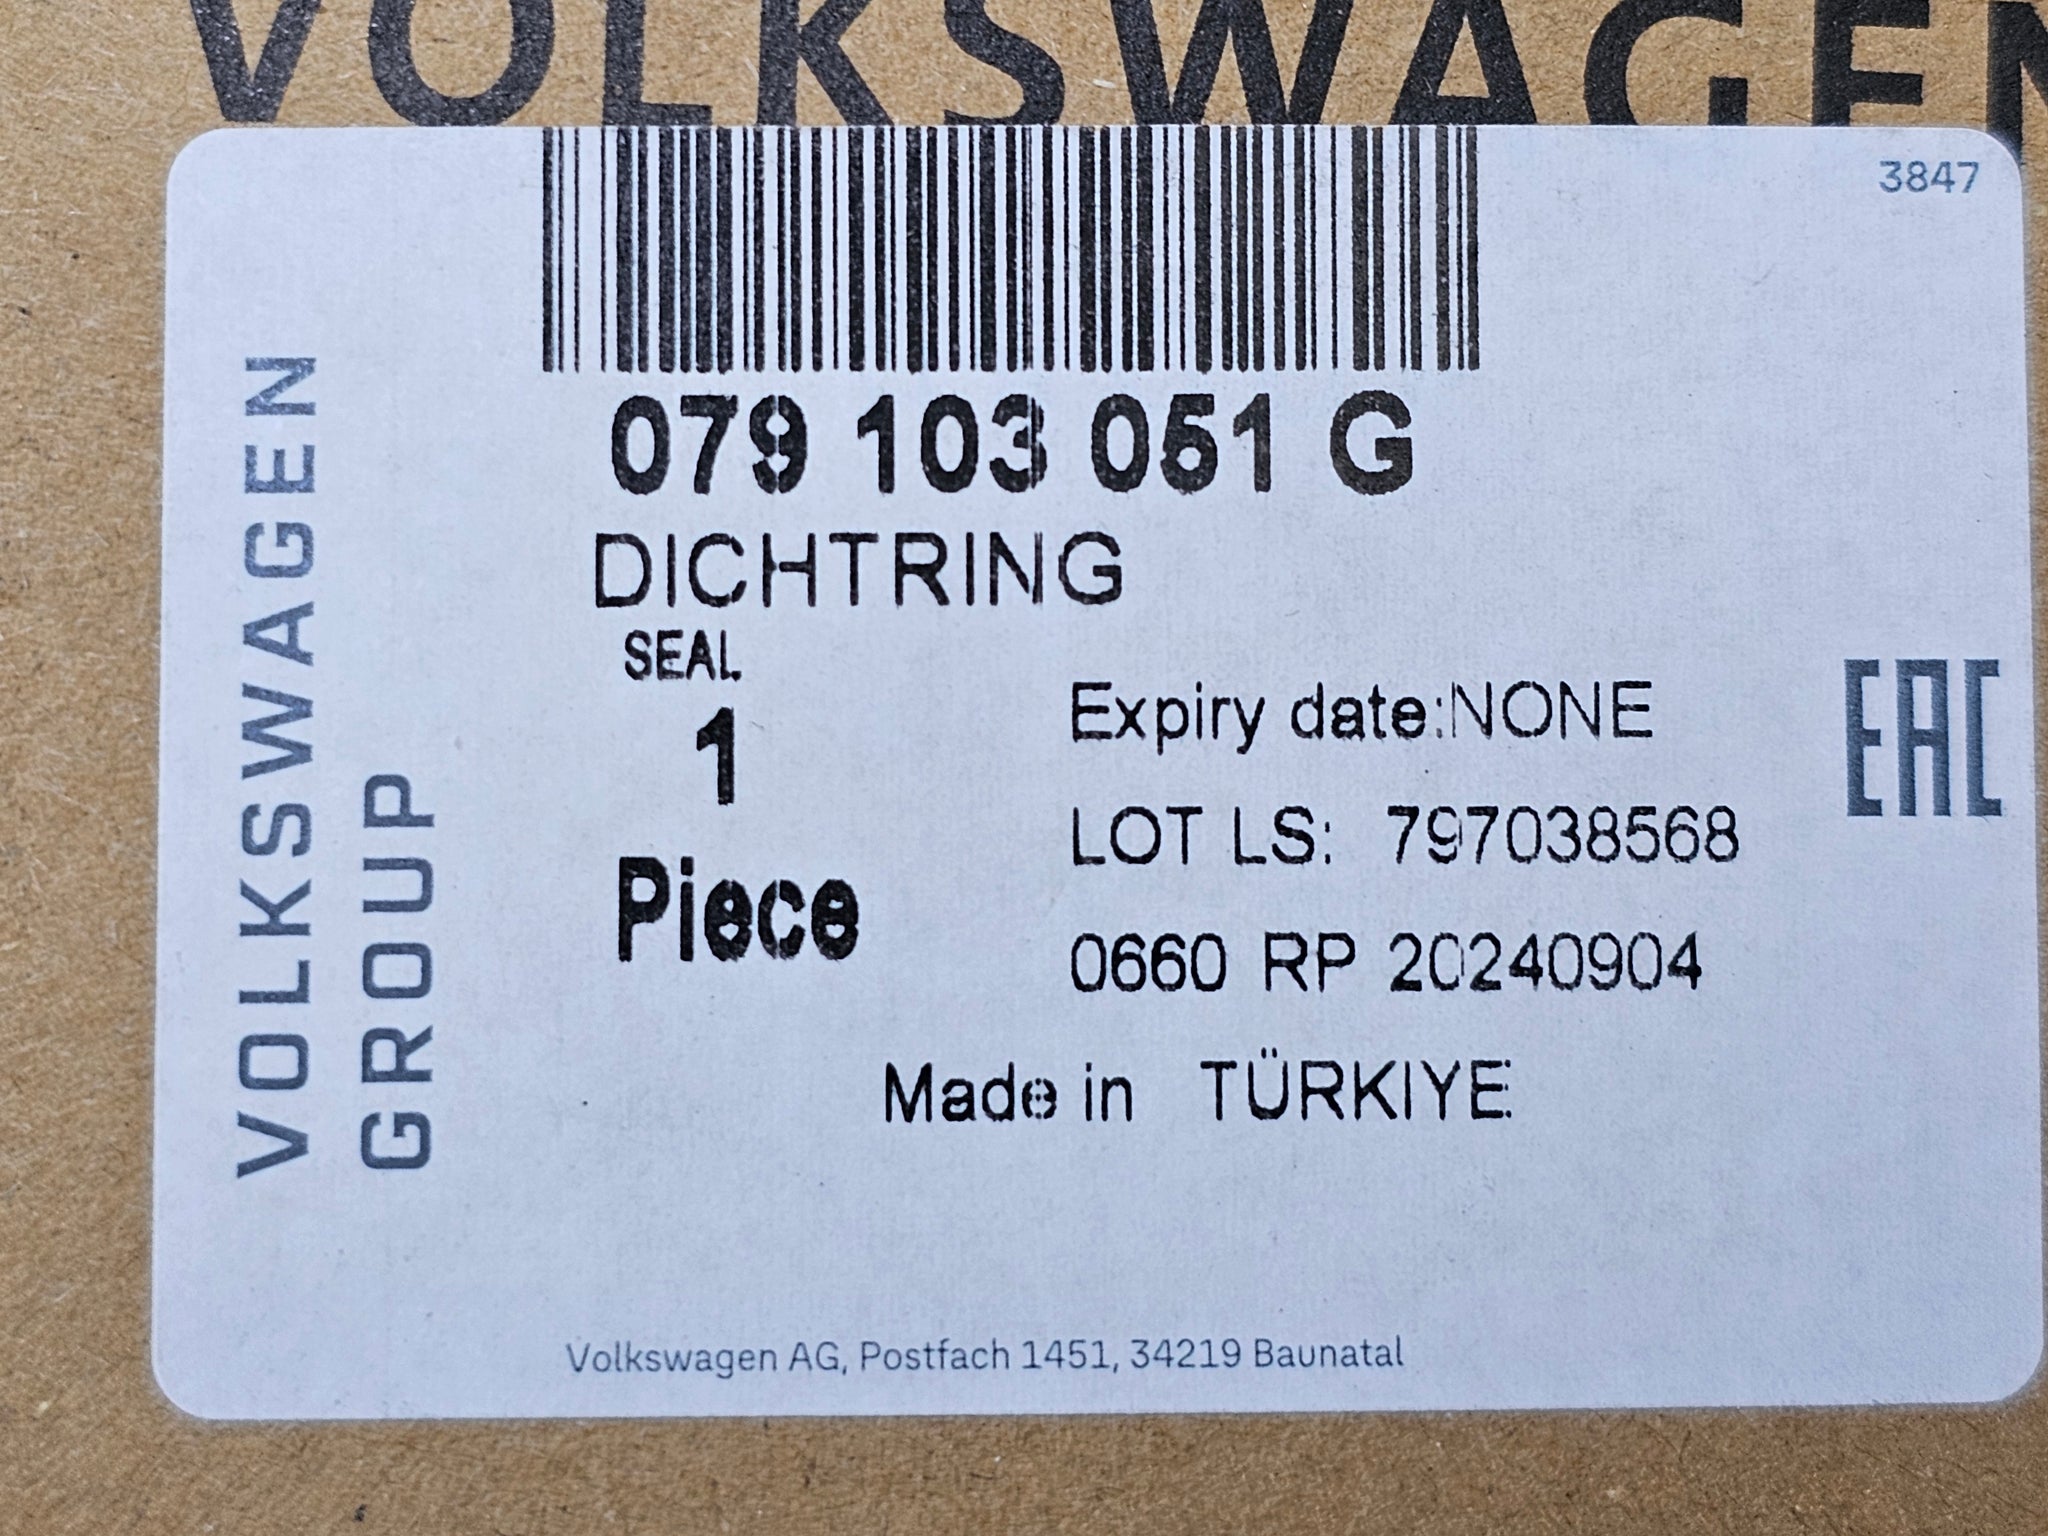 VOLKSWAGEN
3847
079 103 051 G
DICHTRING
SEAL
1
Piece
Expiry date:NONE
LOT LS: 797038568
0660 RP 20240904
Made in TÜRKIYE
EAC
VOLKSWAGEN
GROUP
Volkswagen AG, Postfach 1451, 34219 Baunatal